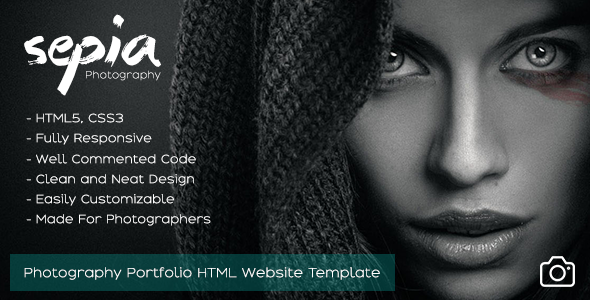 sepia
Photography
- HTML5, CSS3
- Fully Responsive
- Well Commented Code
- Clean and Neat Design
- Easily Customizable
- Made For Photographers
Photography Portfolio HTML Website Template